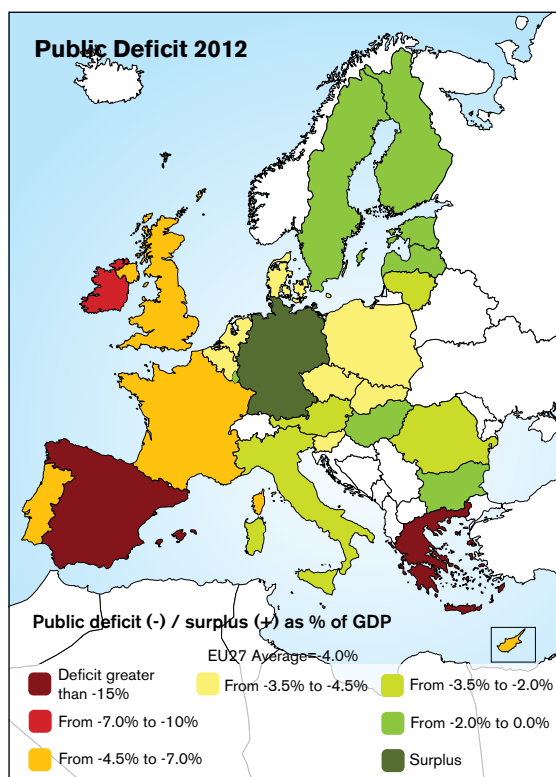 Public Deficit 2012
Public deficit (-) / surplus (+) as % of GDP
EU27 Average=-4.0%
Deficit greater
than -15%
From -3.5% to -4.5%
From -3.5% to -2.0%
From -7.0% to -10%
From -2.0% to 0.0%
From -4.5% to -7.0%
Surplus